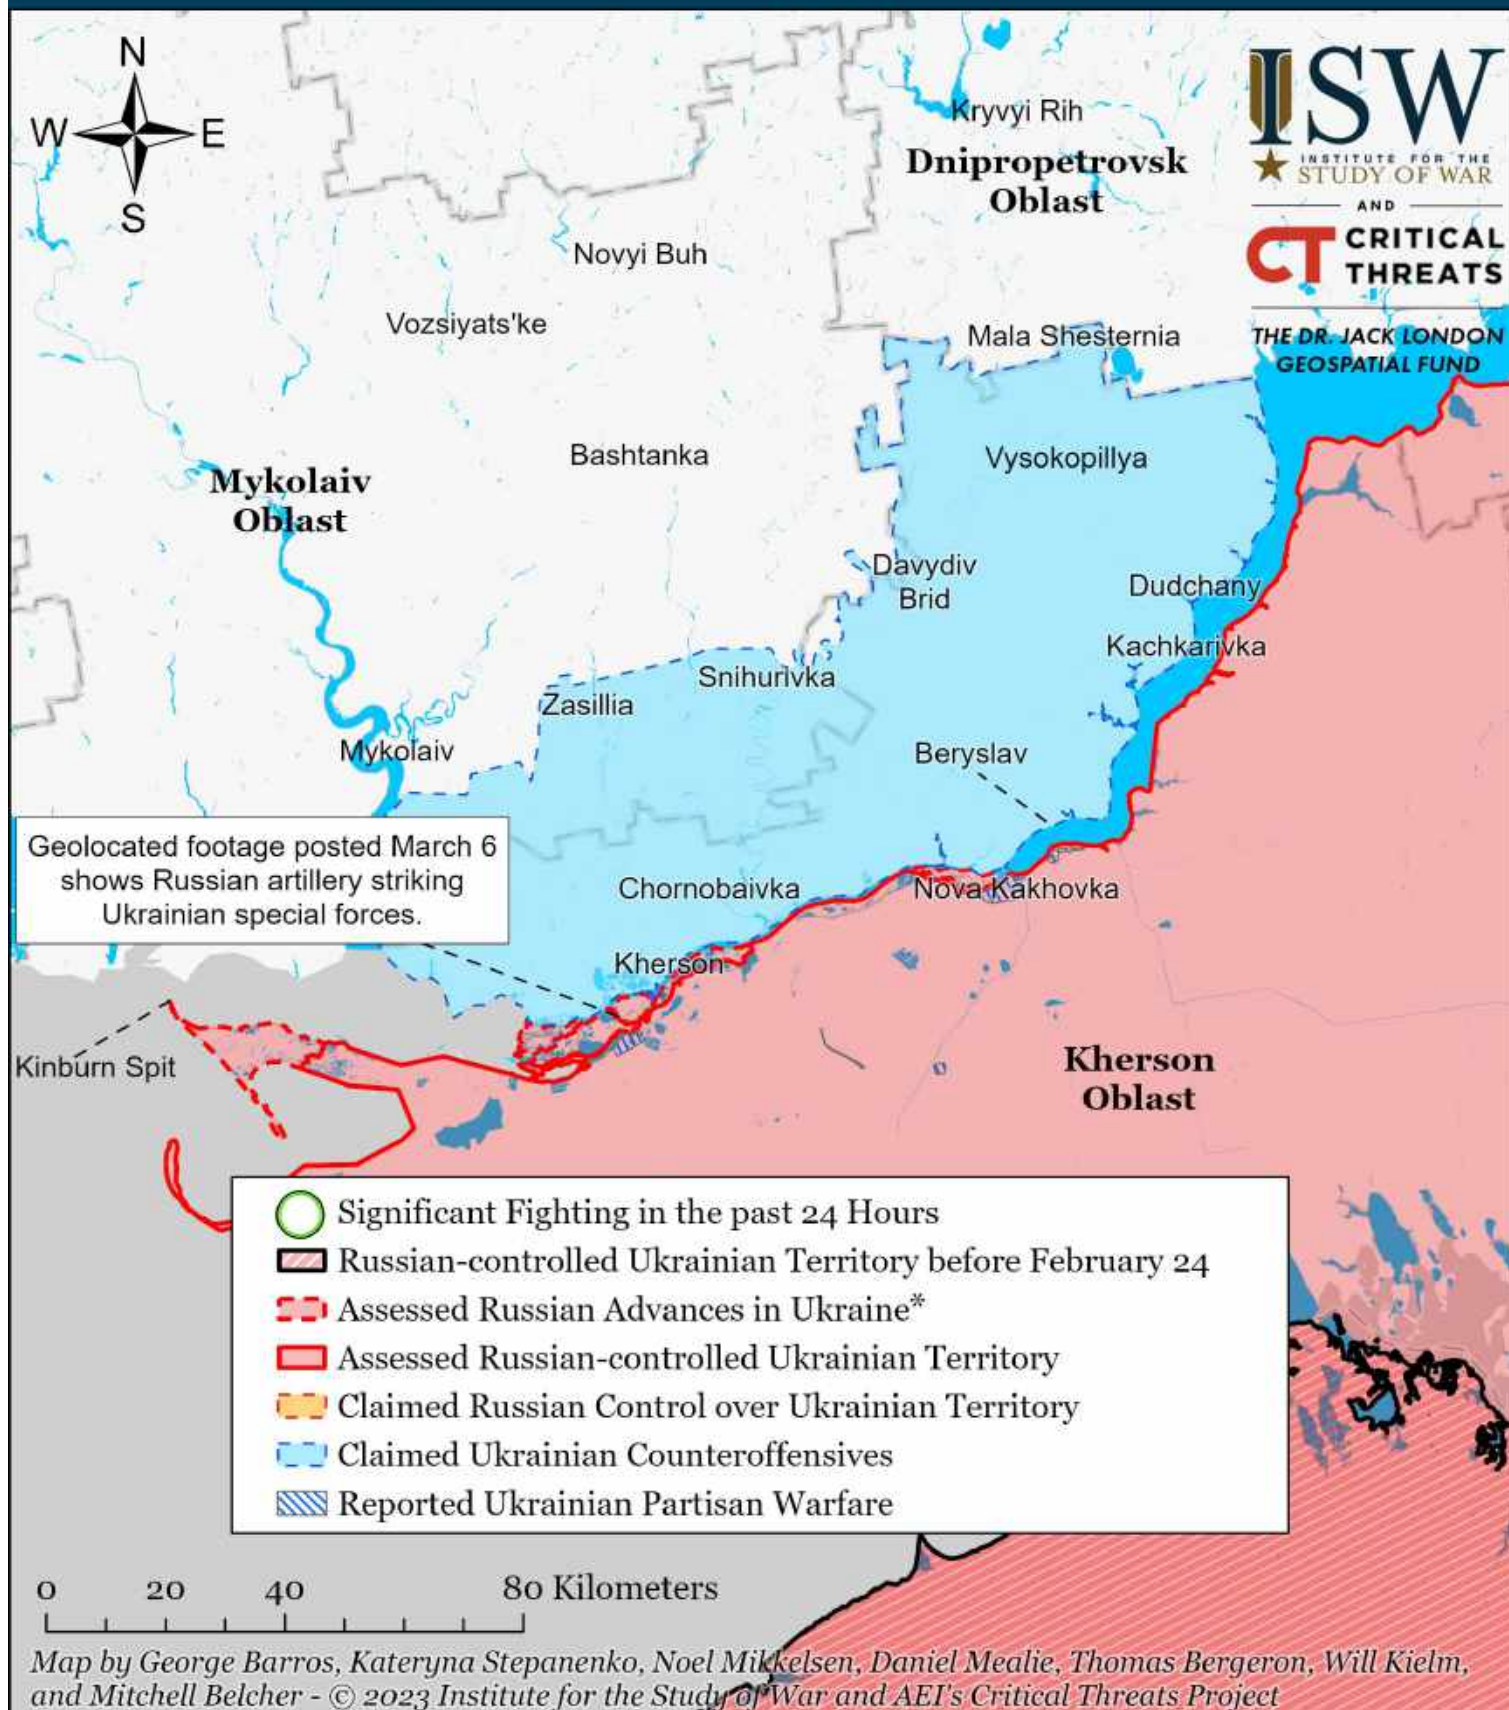 N
W E
S
Kryvyi Rih
Dnipropetrovsk
Oblast
ISW
INSTITUTE FOR THE
STUDY OF WAR
AND
CT CRITICAL
THREATS
THE DR. JACK LONDON
GEOSPATIAL FUND
Novyi Buh
Vozsiyats'ke
Mala Shesternia
Bashtanka
Vysokopillya
Mykolaiv
Oblast
Davydiv
Brid
Dudchany
Kachkarivka
Snihurivka
Zasillia
Mykolaiv
Beryslav
Geolocated footage posted March 6
shows Russian artillery striking
Ukrainian special forces.
Chornobaivka
Nova Kakhovka
Kherson
Kinburn Spit
Kherson
Oblast
Significant Fighting in the past 24 Hours
Russian-controlled Ukrainian Territory before February 24
Assessed Russian Advances in Ukraine*
Assessed Russian-controlled Ukrainian Territory
Claimed Russian Control over Ukrainian Territory
Claimed Ukrainian Counteroffensives
Reported Ukrainian Partisan Warfare
0 20 40 80 Kilometers
Map by George Barros, Kateryna Stepanenko, Noel Mikkelsen, Daniel Mealie, Thomas Bergeron, Will Kielm,
and Mitchell Belcher - © 2023 Institute for the Study of War and AEI's Critical Threats Project